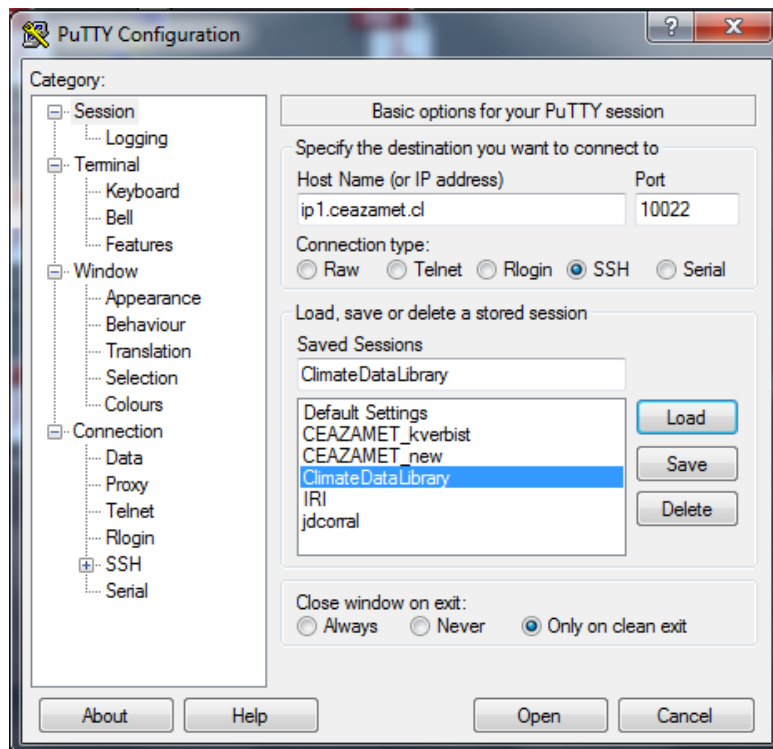 PuTTY Configuration
?
X
Category:
Session
Logging
Terminal
Keyboard
Bell
Features
Window
Appearance
Behaviour
Translation
Selection
Colours
Connection
Data
Proxy
Telnet
Rlogin
SSH
Serial
Basic options for your PuTTY session
Specify the destination you want to connect to
Host Name (or IP address) Port
ip1.ceazamet.cl 10022
Connection type:
Raw Telnet Rlogin SSH Serial
Load, save or delete a stored session
Saved Sessions
ClimateDataLibrary
Default Settings
CEAZAMET_kverbist
CEAZAMET_new
ClimateDataLibrary
IRI
jdcorral
Load
Save
Delete
Close window on exit:
Always Never Only on clean exit
About Help Open Cancel